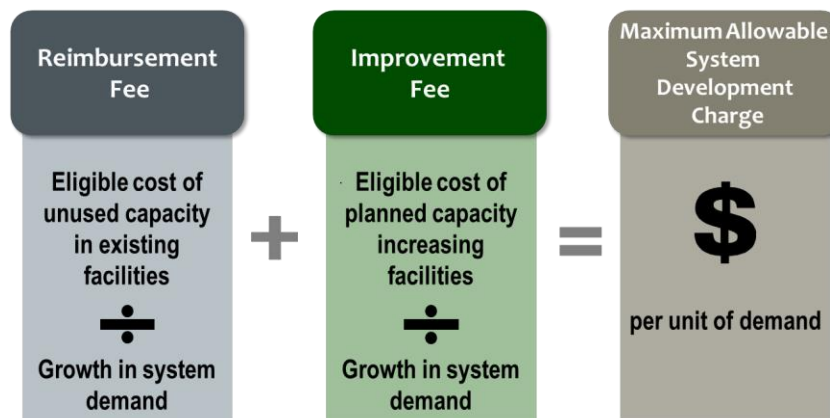 Reimbursement
Fee
Eligible cost of
unused capacity
in existing
facilities
÷
Growth in system
demand
+
Improvement
Fee
Eligible cost of
planned capacity
increasing
facilities
÷
Growth in system
demand
=
Maximum Allowable
System
Development
Charge
$
per unit of demand